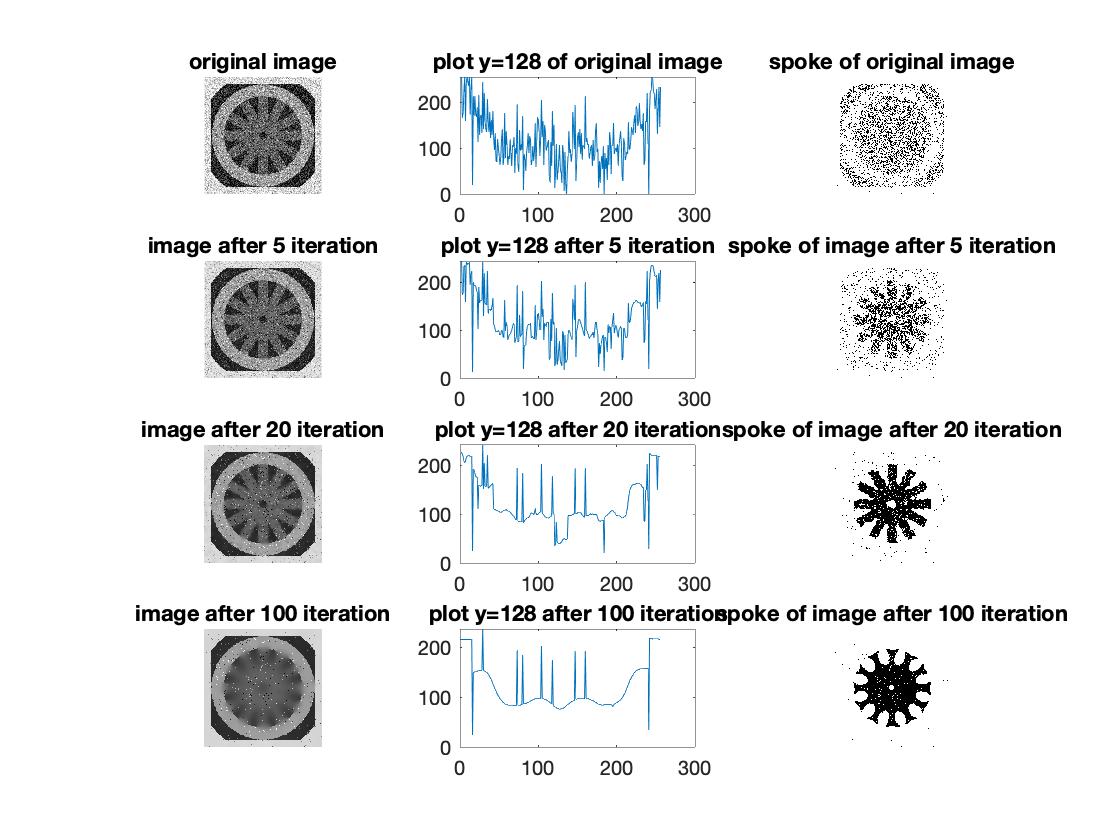 original image
plot y=128 of original image
spoke of original image
200
100
0
0 100 200 300
image after 5 iteration
plot y=128 after 5 iteration
spoke of image after 5 iteration
200
100
0
0 100 200 300
image after 20 iteration
plot y=128 after 20 iteration
spoke of image after 20 iteration
200
100
0
0 100 200 300
image after 100 iteration
plot y=128 after 100 iteration
spoke of image after 100 iteration
200
100
0
0 100 200 300